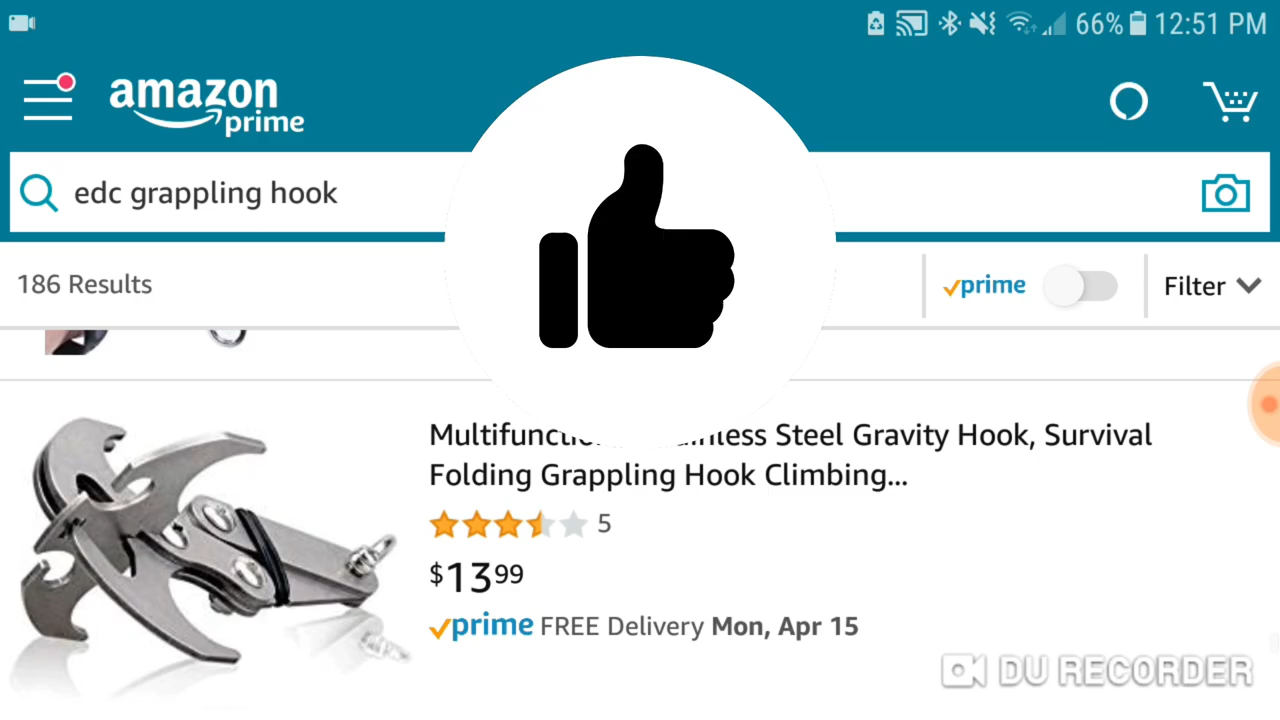 66% 12:51 PM
amazon
prime
edc grappling hook
186 Results
prime
Filter
Steel Gravity Hook, Survival
Folding Grappling Hook Climbing...
5
$13.99
prime FREE Delivery Mon, Apr 15
DU RECORDER